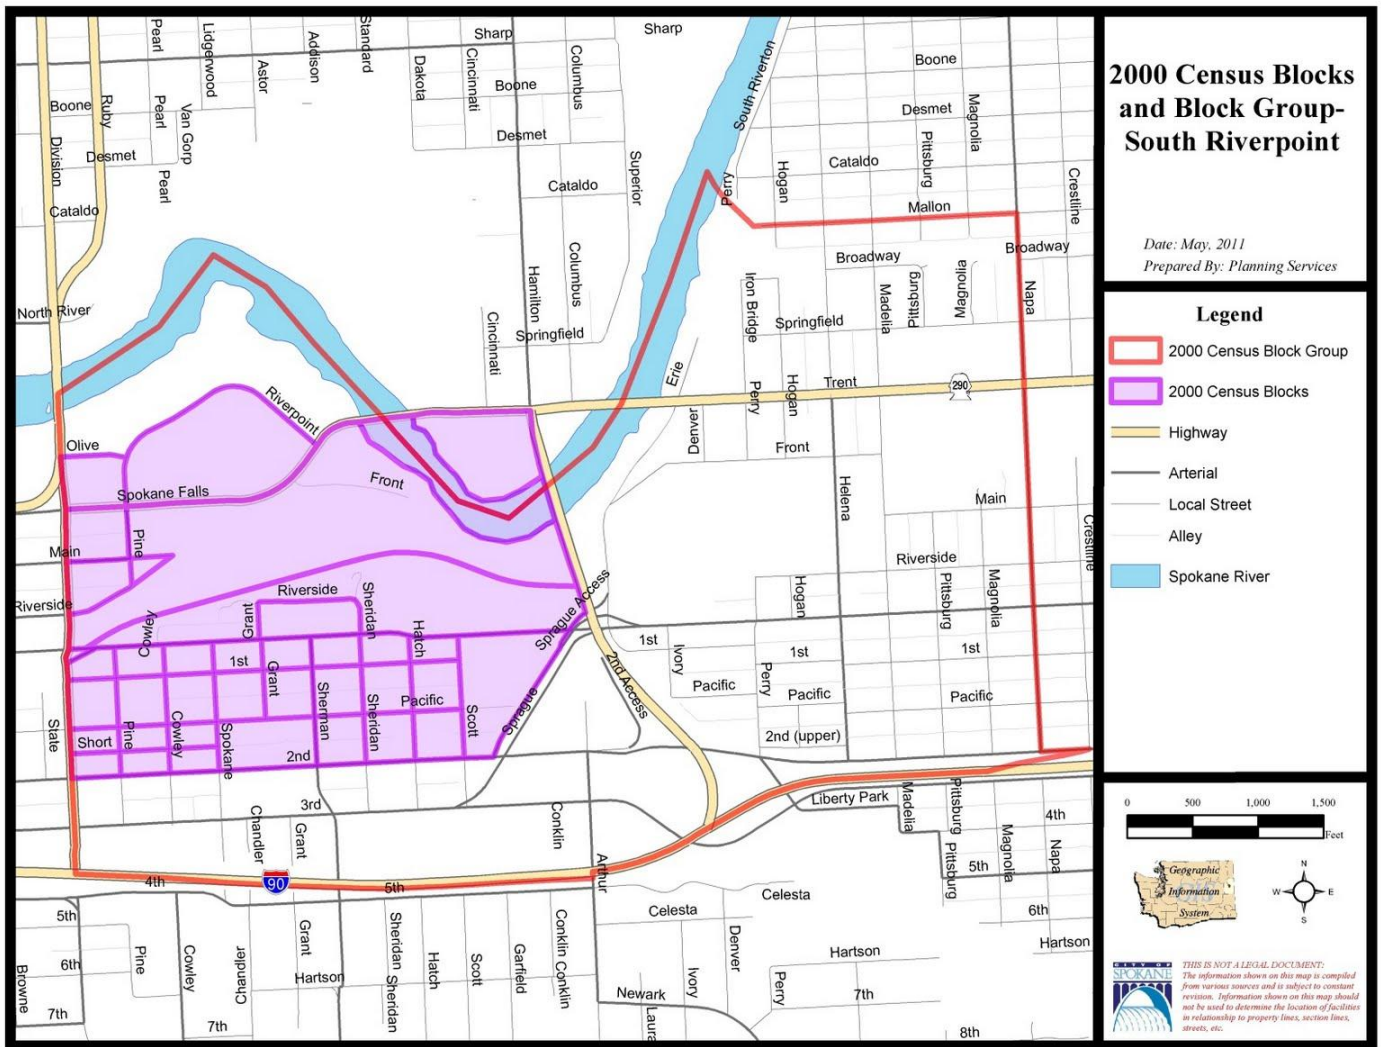 Pearl
Lidgerwood
Astor
Addison
Standard
Sharp
Sharp
Dakota
Cincinnati
Boone
Columbus
South Riverton
Boone
Boone
Ruby
Pearl
Van Gorp
Desmet
Magnolia
Desmet
Division
Desmet
Pearl
Superior
Cataldo
Perry
Hogan
Cataldo
Pittsburg
Crestline
Cataldo
Mallon
Columbus
Hamilton
Broadway
Broadway
North River
Cincinnati
Springfield
Iron Bridge
Springfield
Madelia
Pittsburg
Magnolia
Napa
Erie
Riverpoint
Perry
Hogan
Trent
290
Olive
Denver
Front
Spokane Falls
Front
Helena
Main
Crestline
Main
Pine
Riverside
Riverside
Riverside
Grant
Sheridan
Sprague Access
Hogan
Pittsburg
Magnolia
Cowley
Hatch
1st
Grant
1st
Ivory
1st
1st
2nd Access
Perry
Pacific
Pacific
Pacific
Pacific
State
Short
Pine
Cowley
Spokane
Sherman
Sheridan
Scott
Sprague
2nd
2nd (upper)
3rd
Chandler
Grant
Conklin
Liberty Park
Madelia
Pittsburg
4th
Arthur
4th
90
5th
Pittsburg
5th
Magnolia
Napa
Celesta
5th
Celesta
6th
6th
Browne
Pine
Cowley
Chandler
Grant
Hartson
Sheridan
Sheridan
Hatch
Scott
Garfield
Conklin
Conklin
Denver
Ivory
Perry
Hartson
Hartson
7th
7th
Newark
Laura
7th
8th
2000 Census Blocks
and Block Group-
South Riverpoint
Date: May, 2011
Prepared By: Planning Services
Legend
2000 Census Block Group
2000 Census Blocks
Highway
Arterial
Local Street
Alley
Spokane River
0 500 1,000 1,500
Feet
Geographic
Information
System
GIS
N
W E
S
CITY OF
SPOKANE
THIS IS NOT A LEGAL DOCUMENT:
The information shown on this map is compiled
from various sources and is subject to constant
revision. Information shown on this map should
not be used to determine the location of facilities
in relationship to property lines, section lines,
streets, etc.